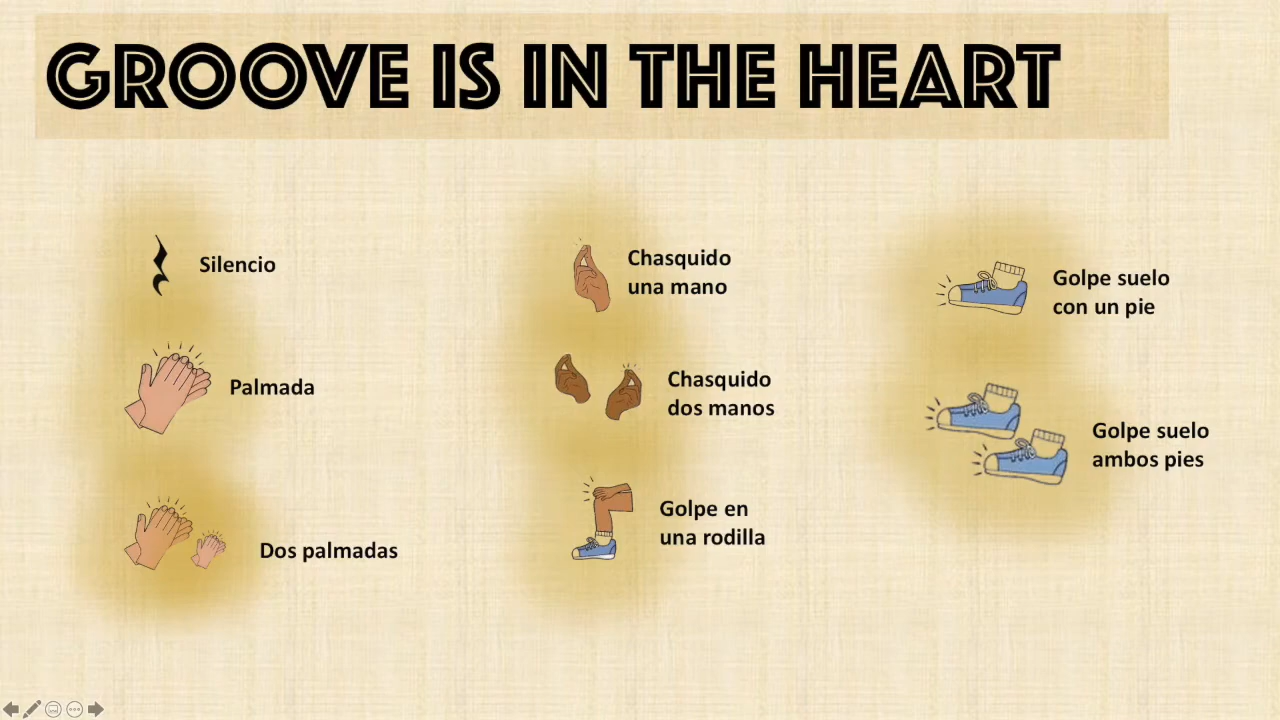 GROOVE IS IN THE HEART
Silencio
Palmada
Dos palmadas
Chasquido
una mano
Chasquido
dos manos
Golpe en
una rodilla
Golpe suelo
con un pie
Golpe suelo
ambos pies